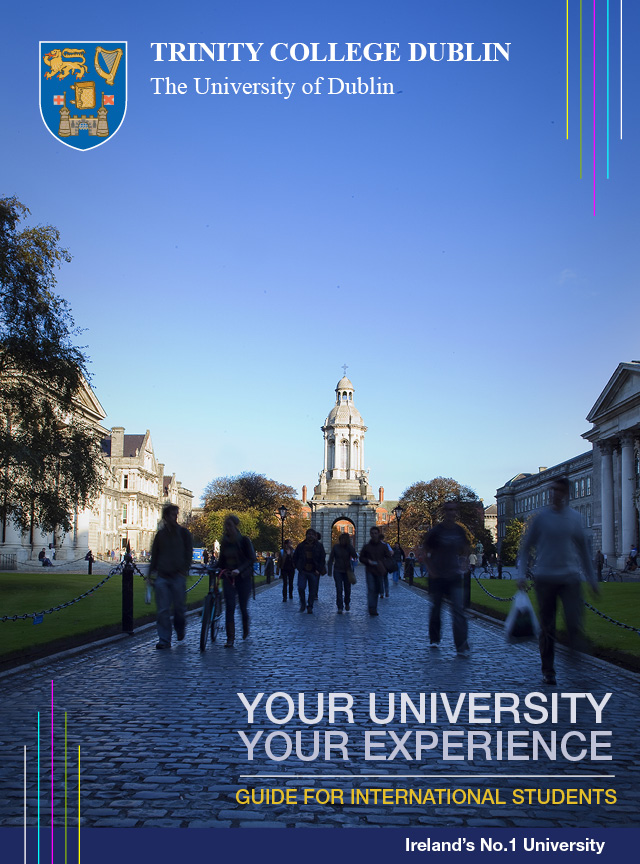 TRINITY COLLEGE DUBLIN
The University of Dublin
YOUR UNIVERSITY
YOUR EXPERIENCE
GUIDE FOR INTERNATIONAL STUDENTS
Ireland's No.1 University